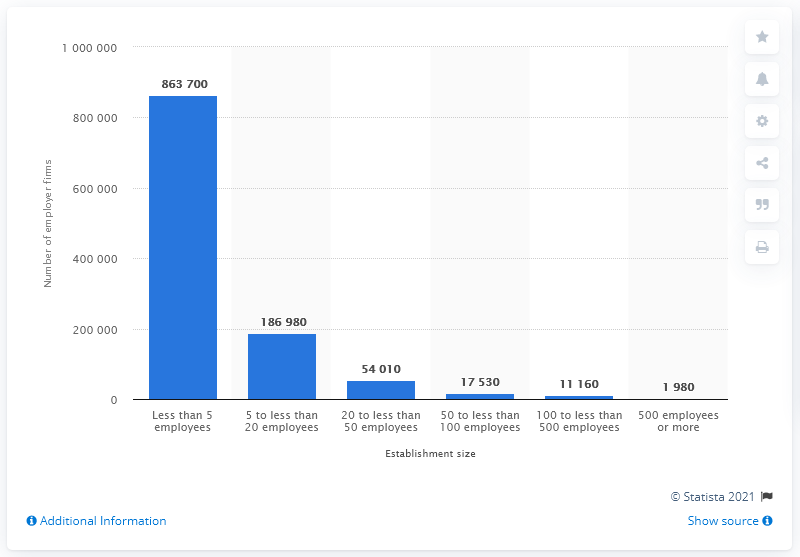 1 000 000
800 000
600 000
400 000
200 000
0
Number of employer firms
863 700
186 980
54 010
17 530
11 160
1 980
Less than 5
employees
5 to less than
20 employees
20 to less than
50 employees
50 to less than
100 employees
100 to less than
500 employees
500 employees
or more
Establishment size
© Statista 2021
Additional Information
Show source